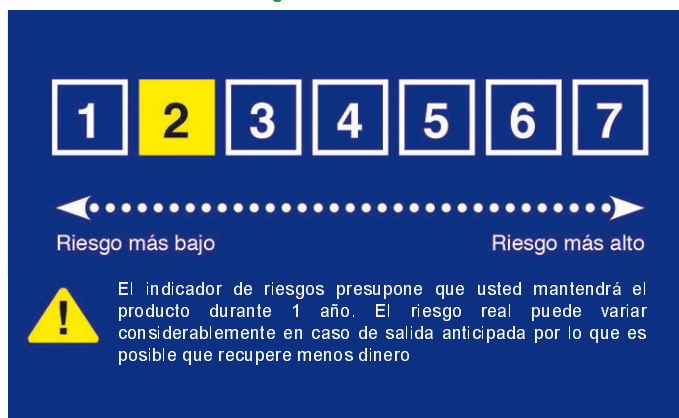 1 2 3 4 5 6 7
Riesgo más bajo Riesgo más alto
! El indicador de riesgos presupone que usted mantendrá el
producto durante 1 año. El riesgo real puede variar
considerablemente en caso de salida anticipada por lo que es
posible que recupere menos dinero